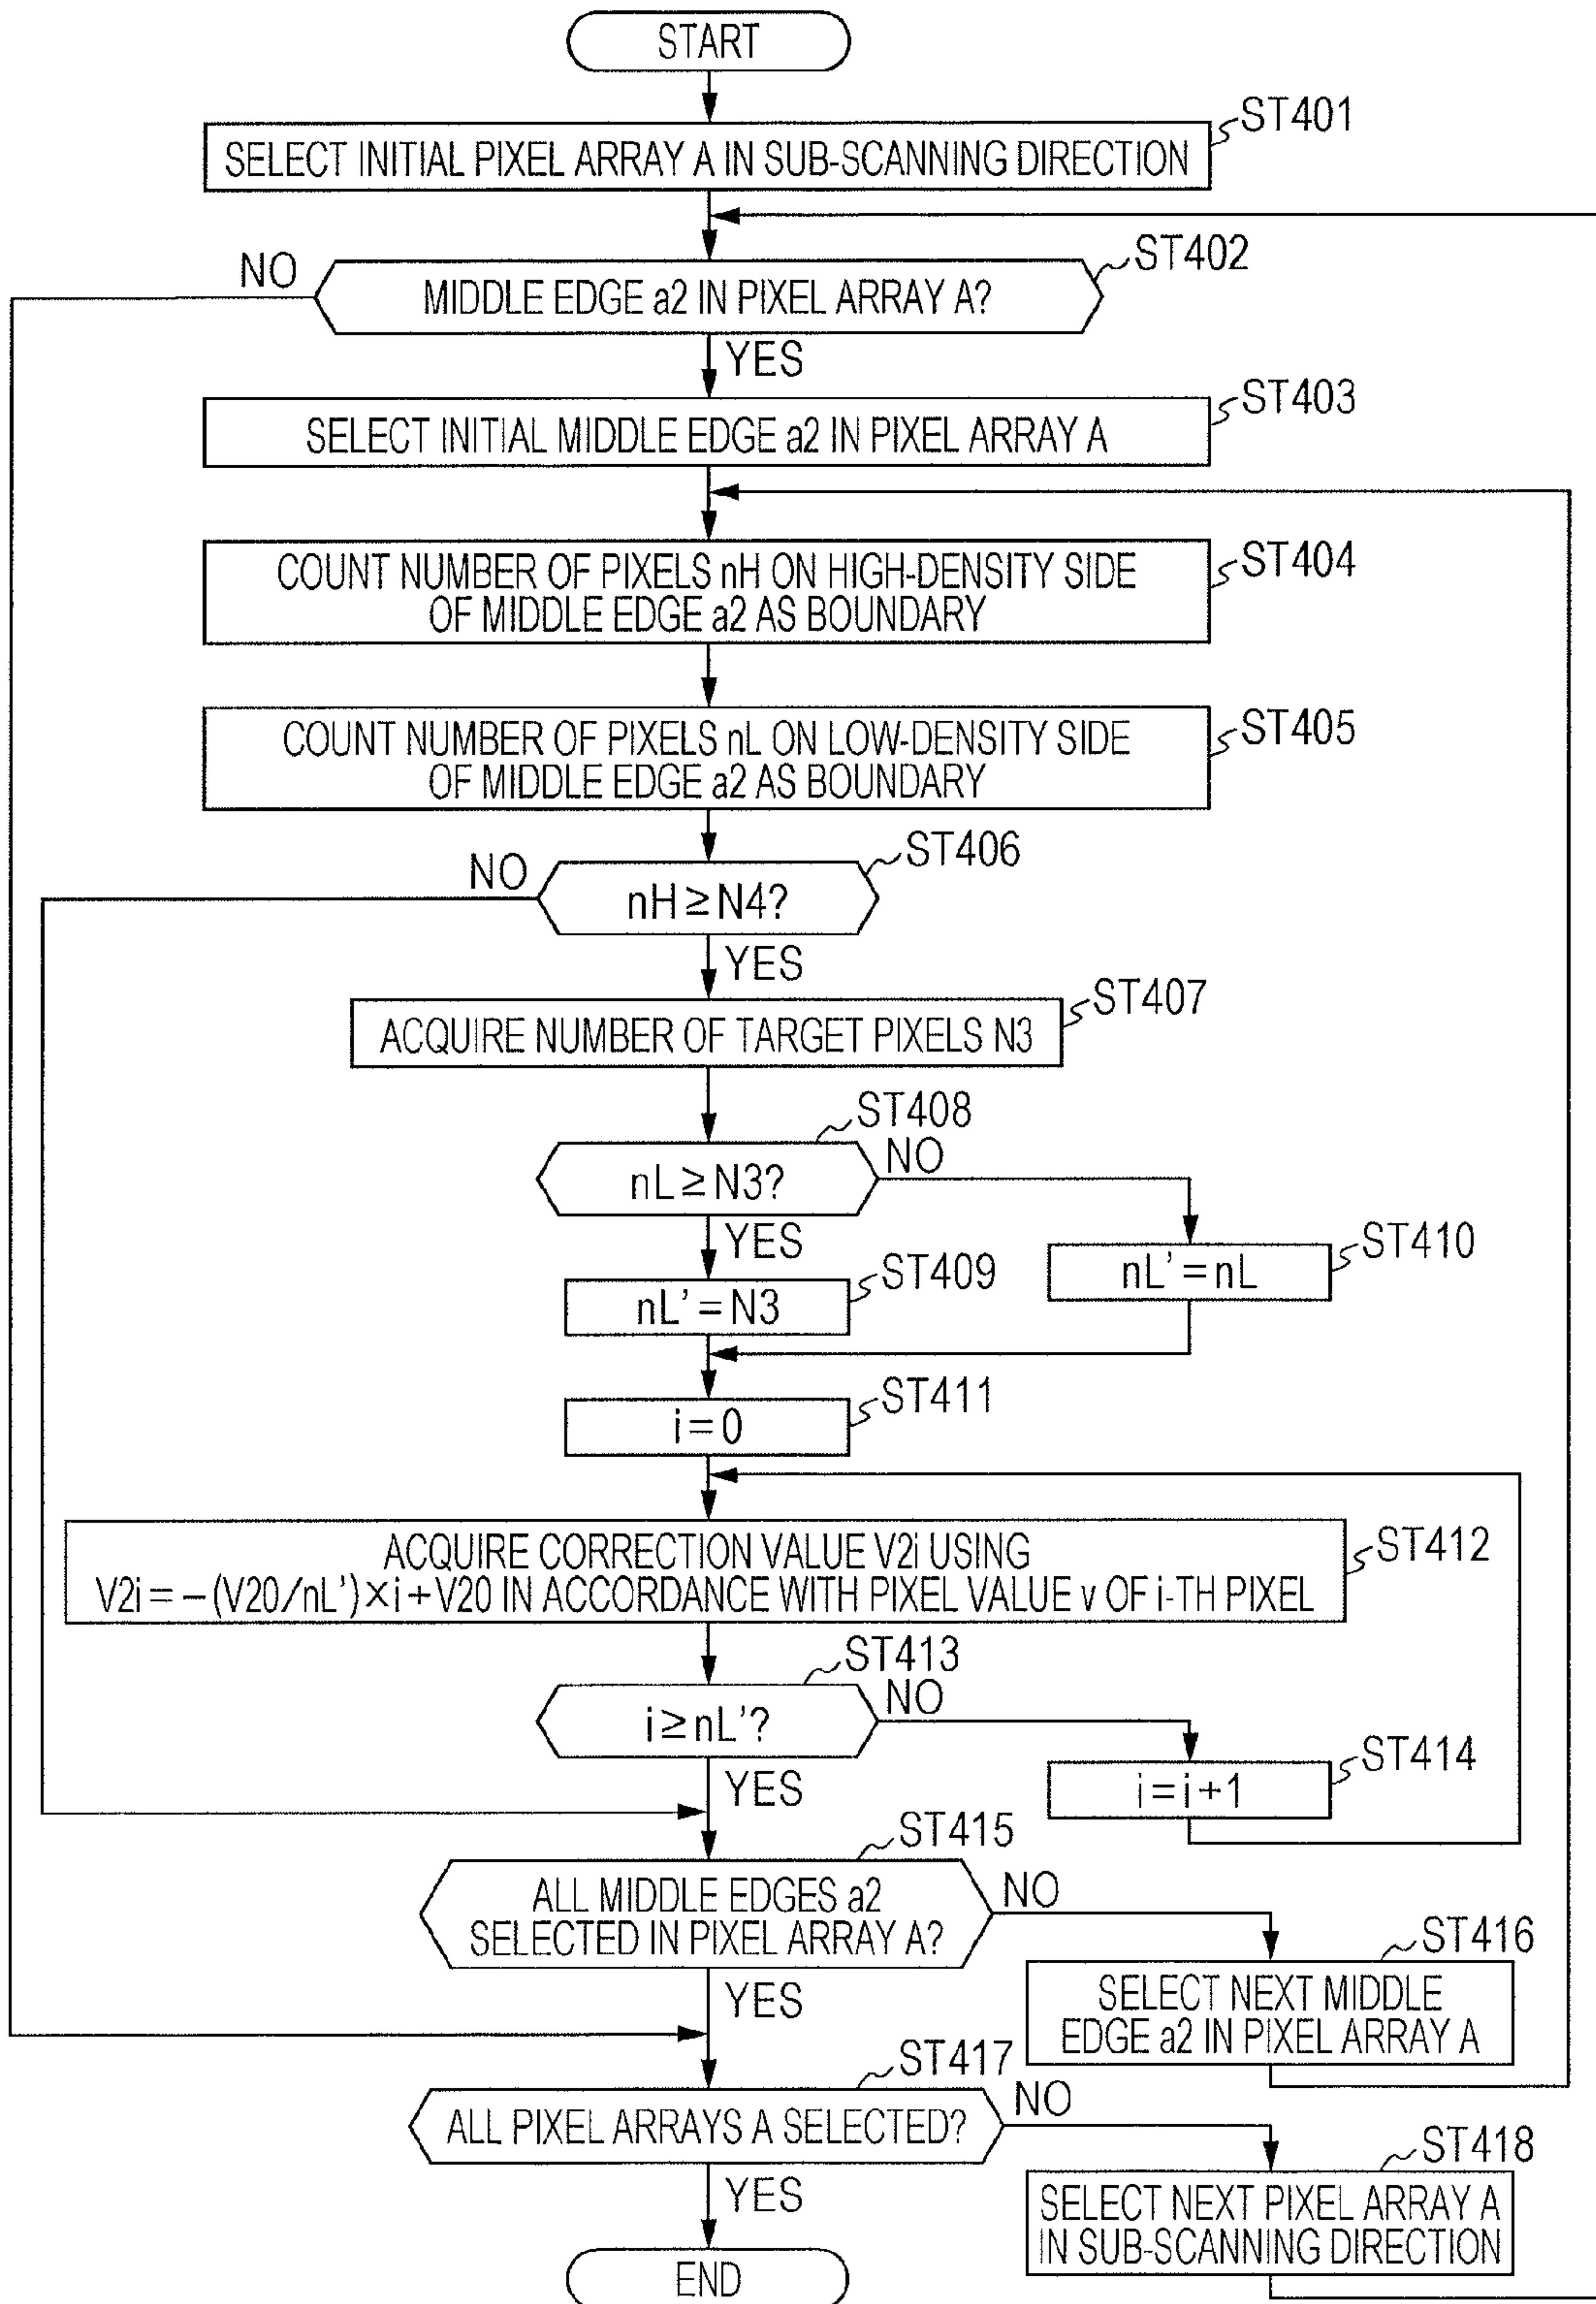 START
ST401
SELECT INITIAL PIXEL ARRAY A IN SUB-SCANNING DIRECTION
ST402
NO
MIDDLE EDGE a2 IN PIXEL ARRAY A?
YES
ST403
SELECT INITIAL MIDDLE EDGE a2 IN PIXEL ARRAY A
ST404
COUNT NUMBER OF PIXELS nH ON HIGH-DENSITY SIDE
OF MIDDLE EDGE a2 AS BOUNDARY
ST405
COUNT NUMBER OF PIXELS nL ON LOW-DENSITY SIDE
OF MIDDLE EDGE a2 AS BOUNDARY
ST406
NO
nH ≥ N4?
YES
ST407
ACQUIRE NUMBER OF TARGET PIXELS N3
ST408
nL ≥ N3?
NO
YES
ST409
nL' = N3
ST410
nL' = nL
ST411
i = 0
ST412
ACQUIRE CORRECTION VALUE V2i USING
V2i = – (V20/nL') × i + V20 IN ACCORDANCE WITH PIXEL VALUE v OF i-TH PIXEL
ST413
i ≥ nL'?
NO
YES
ST414
i = i + 1
ST415
ALL MIDDLE EDGES a2
SELECTED IN PIXEL ARRAY A?
NO
YES
ST416
SELECT NEXT MIDDLE
EDGE a2 IN PIXEL ARRAY A
ST417
ALL PIXEL ARRAYS A SELECTED?
NO
YES
ST418
SELECT NEXT PIXEL ARRAY A
IN SUB-SCANNING DIRECTION
END